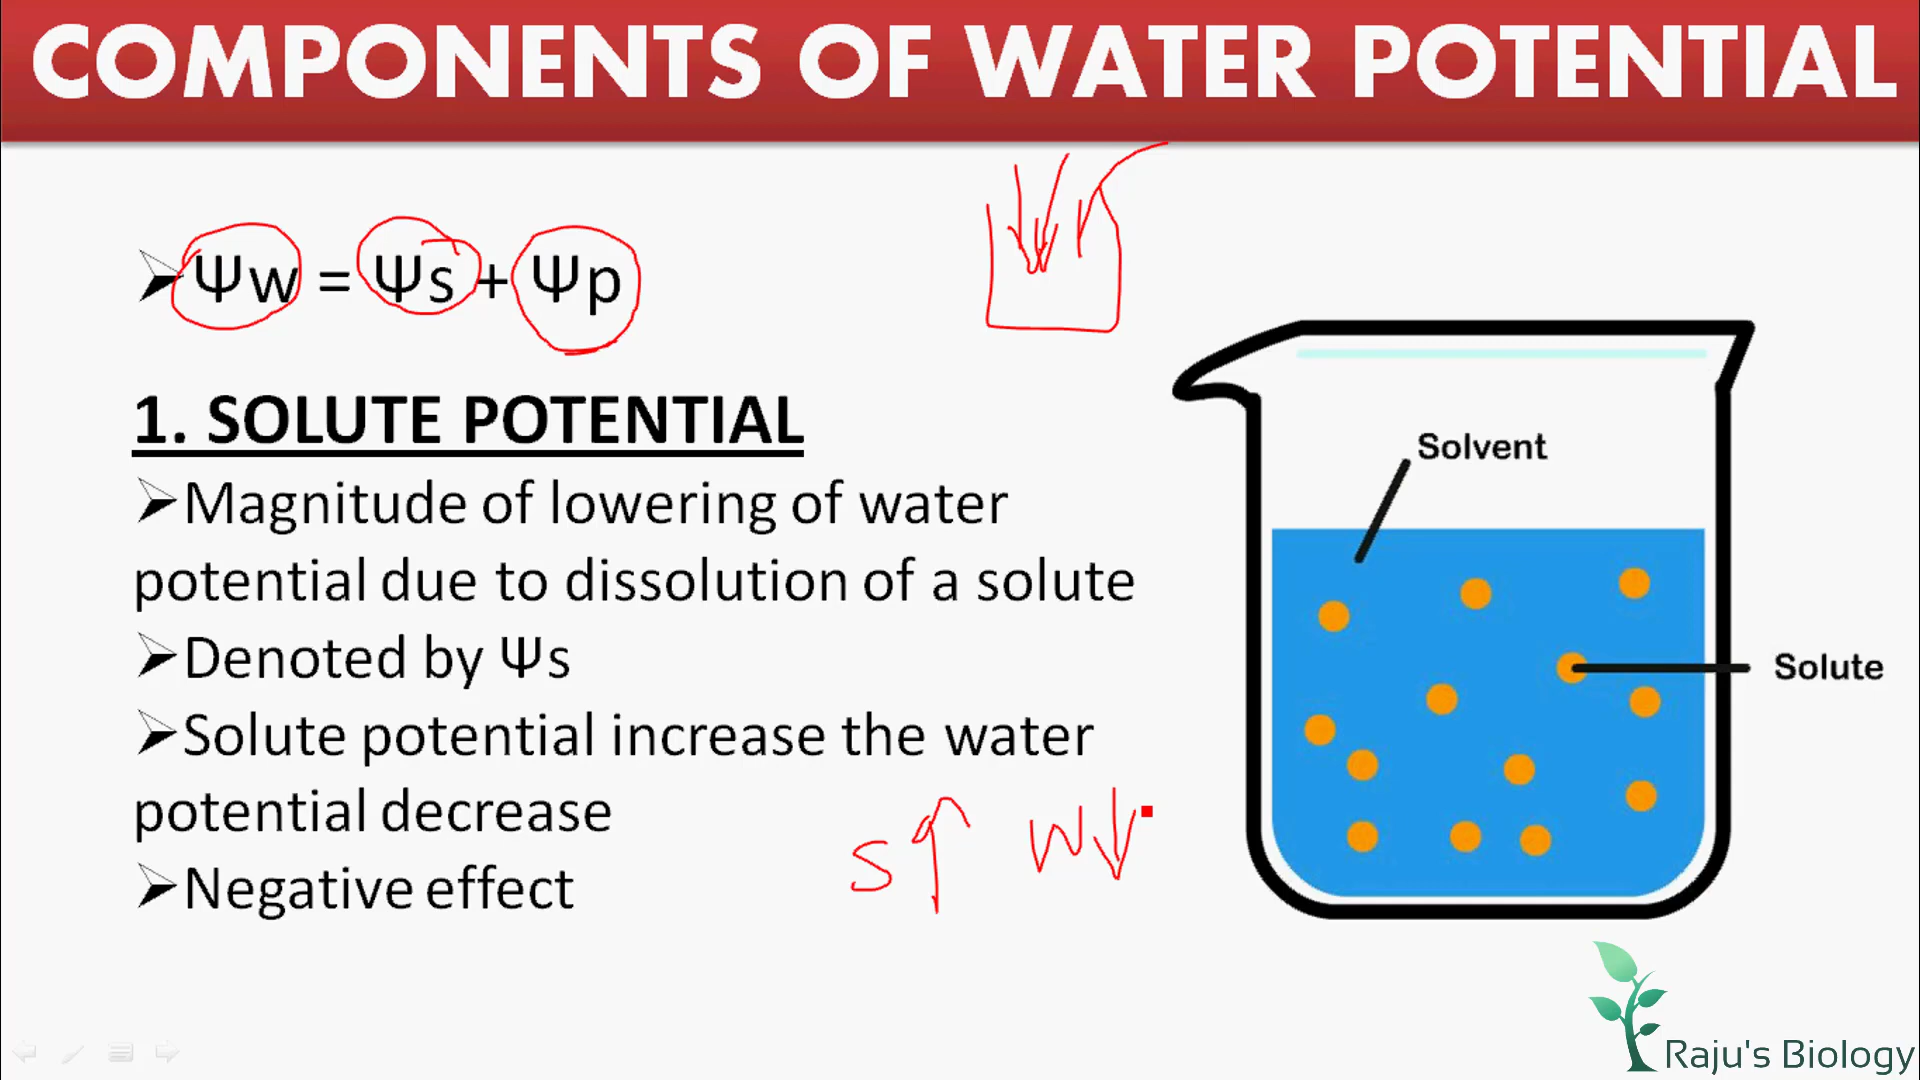 COMPONENTS OF WATER POTENTIAL
➢Ψw = Ψs + Ψp
1. SOLUTE POTENTIAL
➢Magnitude of lowering of water
potential due to dissolution of a solute
➢Denoted by Ψs
➢Solute potential increase the water
potential decrease
➢Negative effect
S↑ W↓
Solvent
Solute
Raju's Biology